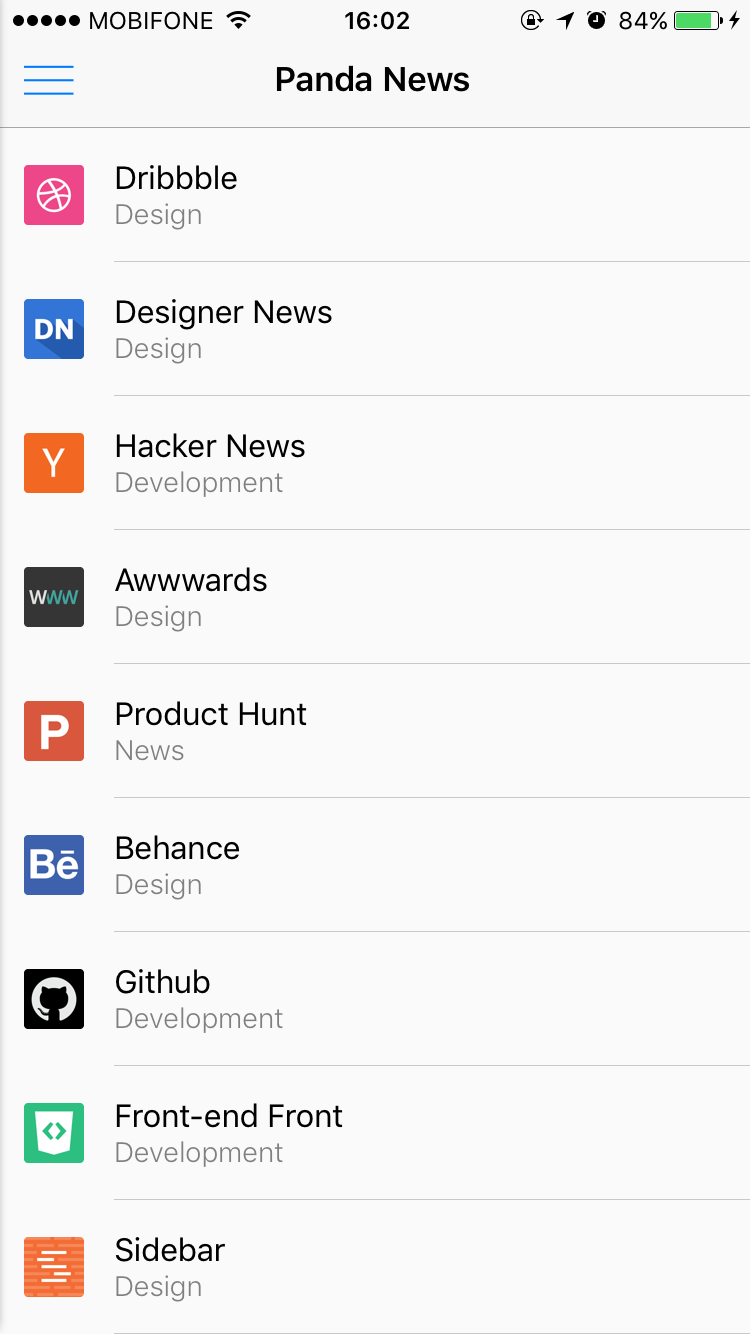 MOBIFONE 16:02 84%
Panda News
Dribbble
Design
DN
Designer News
Design
Y
Hacker News
Development
WWW
Awwwards
Design
P
Product Hunt
News
Bē
Behance
Design
Github
Development
Front-end Front
Development
Sidebar
Design